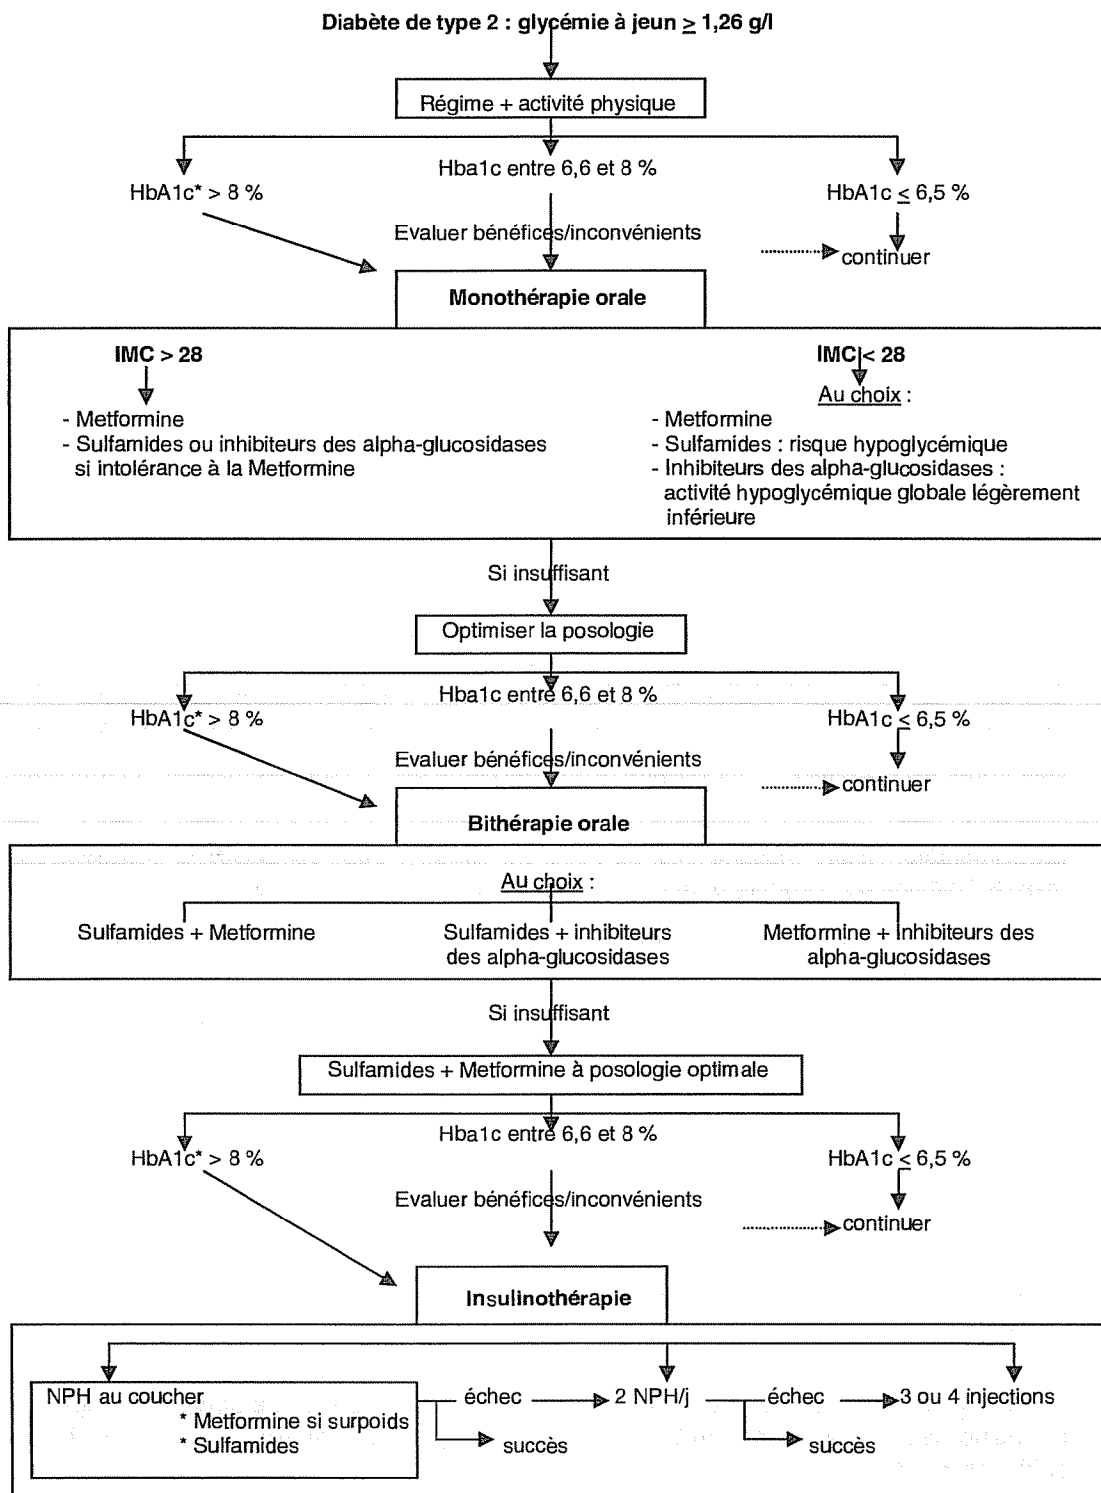 Diabète de type 2 : glycémie à jeun ≥ 1,26 g/l
Régime + activité physique
Hba1c entre 6,6 et 8 %
HbA1c* > 8 %
HbA1c ≤ 6,5 %
Evaluer bénéfices/inconvénients
continuer
Monothérapie orale
IMC > 28
IMC < 28
Au choix :
- Metformine
- Sulfamides ou inhibiteurs des alpha-glucosidases
si intolérance à la Metformine
- Metformine
- Sulfamides : risque hypoglycémique
- Inhibiteurs des alpha-glucosidases :
activité hypoglycémique globale légèrement
inférieure
Si insuffisant
Optimiser la posologie
Hba1c entre 6,6 et 8 %
HbA1c* > 8 %
HbA1c ≤ 6,5 %
Evaluer bénéfices/inconvénients
continuer
Bithérapie orale
Au choix :
Sulfamides + Metformine
Sulfamides + inhibiteurs
des alpha-glucosidases
Metformine + Inhibiteurs des
alpha-glucosidases
Si insuffisant
Sulfamides + Metformine à posologie optimale
Hba1c entre 6,6 et 8 %
HbA1c* > 8 %
HbA1c ≤ 6,5 %
Evaluer bénéfices/inconvénients
continuer
Insulinothérapie
NPH au coucher
* Metformine si surpoids
* Sulfamides
échec
succès
2 NPH/j
échec
succès
3 ou 4 injections